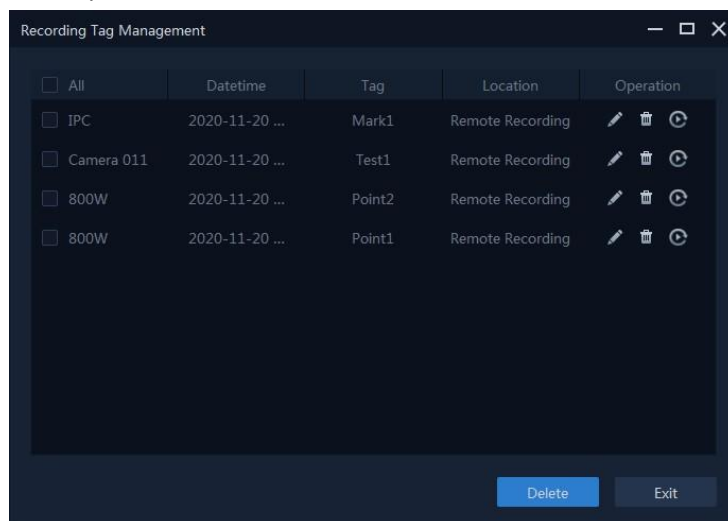 Recording Tag Management
All Datetime Tag Location Operation
IPC 2020-11-20 ... Mark1 Remote Recording
Camera 011 2020-11-20 ... Test1 Remote Recording
800W 2020-11-20 ... Point2 Remote Recording
800W 2020-11-20 ... Point1 Remote Recording
Delete Exit